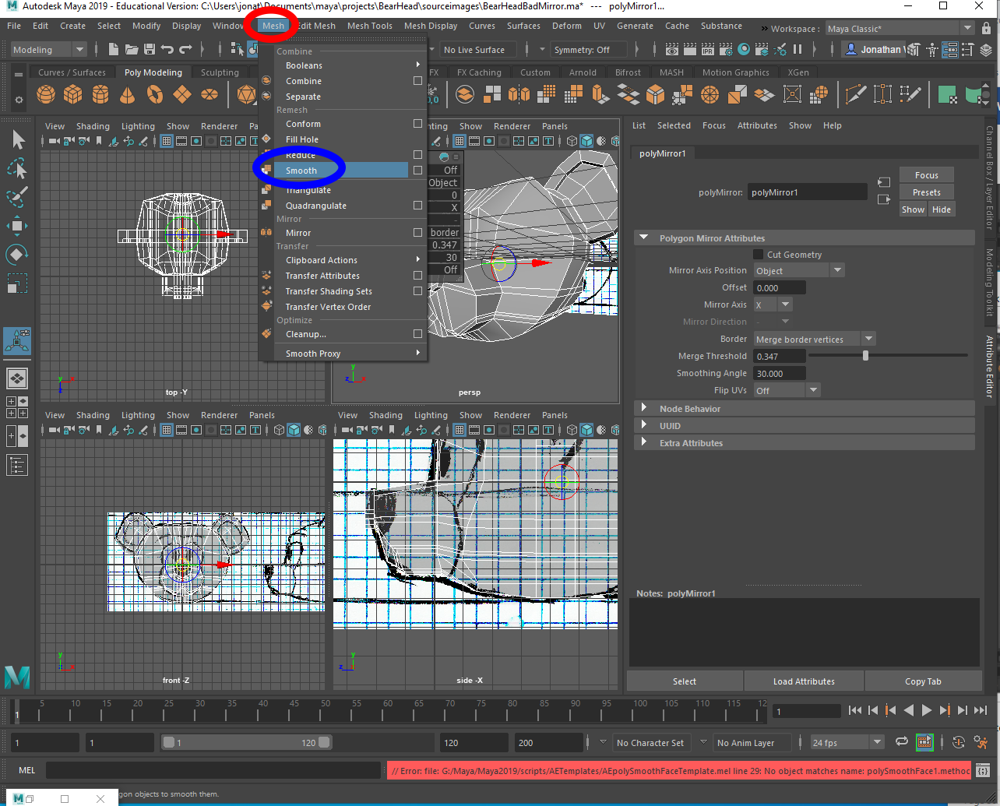 Autodesk Maya 2019 - Educational Version: C:\Users\jonat\Documents\maya\projects\BearHead\sourceimages\BearHeadBadMirror.ma* --- polyMirror1...
File Edit Create Select Modify Display Window Mesh Edit Mesh Mesh Tools Mesh Display Curves Surfaces Deform UV Generate Cache Substance
» Workspace : Maya Classic*
Modeling No Live Surface Symmetry: Off Jonathan
Curves / Surfaces Poly Modeling Sculpting FX FX Caching Custom Arnold Bifrost MASH Motion Graphics XGen
View Shading Lighting Show Renderer
ting Show Renderer Panels
List Selected Focus Attributes Show Help
Combine
Booleans
Combine
Separate
Remesh
Conform
Fill Hole
Reduce
Smooth
Triangulate
Quadrangulate
Mirror
Mirror
Transfer
Clipboard Actions
Transfer Attributes
Transfer Shading Sets
Transfer Vertex Order
Optimize
Cleanup...
Smooth Proxy
Off
Object
0
X
-
border
0.347
30
Off
top -Y
persp
polyMirror1
polyMirror: polyMirror1
Focus
Presets
Show Hide
Polygon Mirror Attributes
Cut Geometry
Mirror Axis Position Object
Offset 0.000
Mirror Axis X
Mirror Direction -
Border Merge border vertices
Merge Threshold 0.347
Smoothing Angle 30.000
Flip UVs Off
Node Behavior
UUID
Extra Attributes
Channel Box / Layer Editor
Modeling Toolkit
Attribute Editor
View Shading Lighting Show Renderer Panels
View Shading Lighting Show Renderer Panels
front -Z
side -X
Notes: polyMirror1
Select Load Attributes Copy Tab
5 10 15 20 25 30 35 40 45 50 55 60 65 70 75 80 85 90 95 100 105 110 115 12
1 1
1 1 1 120 120 200 No Character Set No Anim Layer 24 fps
MEL // Error: file: G:/Maya/Maya2019/scripts/AETemplates/AEpolySmoothFaceTemplate.mel line 29: No object matches name: polySmoothFace1.method
gon objects to smooth them.